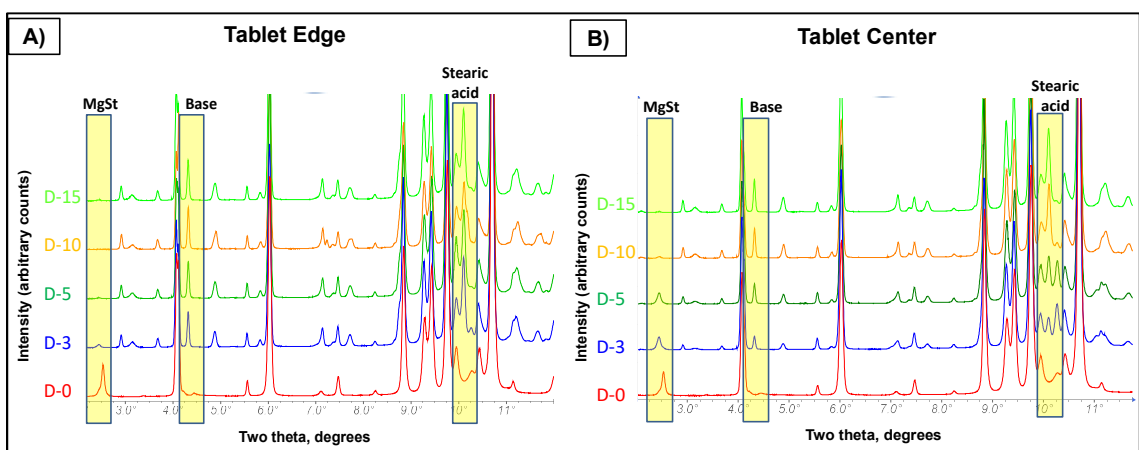 A)
Tablet Edge
MgSt
Base
Stearic
acid
D-15
D-10
D-5
D-3
D-0
Intensity (arbitrary counts)
3.0°
4.0°
5.0°
6.0°
7.0°
8.0°
9.0°
10°
11°
Two theta, degrees
B)
Tablet Center
MgSt
Base
Stearic
acid
D-15
D-10
D-5
D-3
D-0
Intensity (arbitrary counts)
3.0°
4.0°
5.0°
6.0°
7.0°
8.0°
9.0°
10°
11°
Two theta, degrees